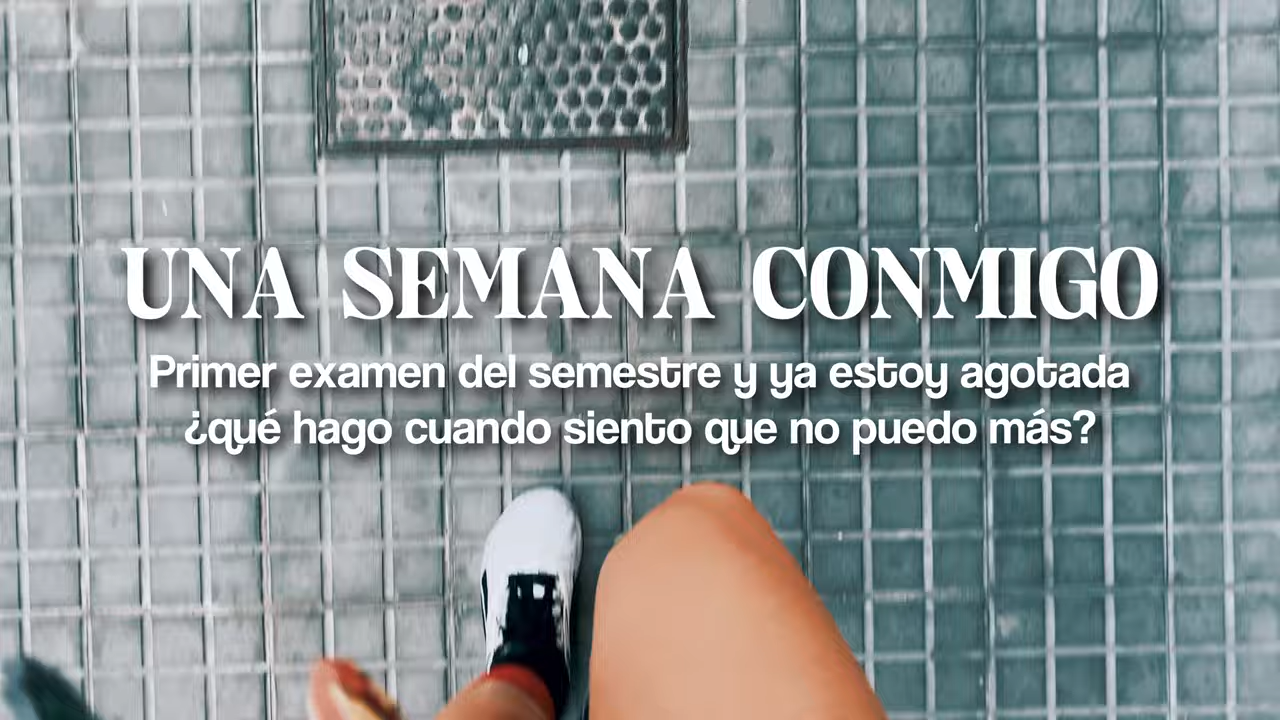 UNA SEMANA CONMIGO
Primer examen del semestre y ya estoy agotada
¿qué hago cuando siento que no puedo más?